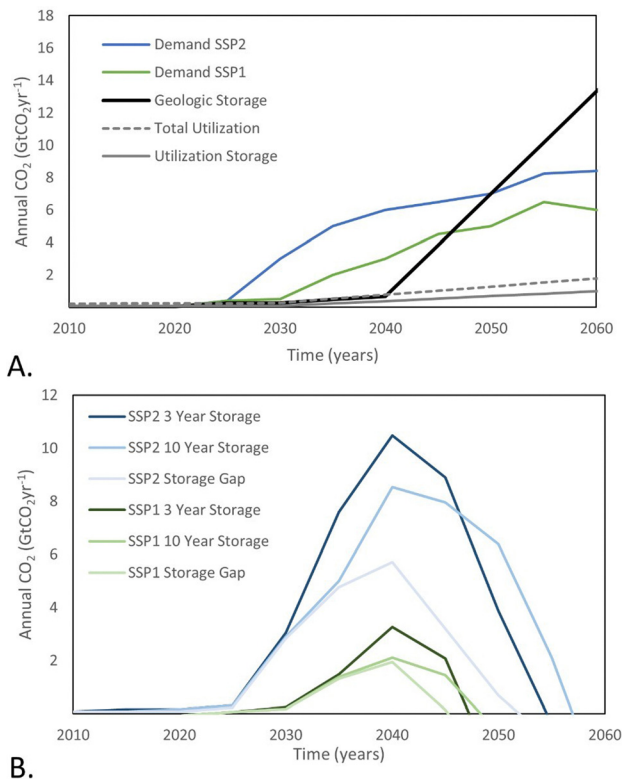 18
16
14
12
10
8
6
4
2
Annual CO₂ (GtCO₂yr⁻¹)
Demand SSP2
Demand SSP1
Geologic Storage
Total Utilization
Utilization Storage
2010 2020 2030 2040 2050 2060
Time (years)
A.
12
10
8
6
4
2
Annual CO₂ (GtCO₂yr⁻¹)
SSP2 3 Year Storage
SSP2 10 Year Storage
SSP2 Storage Gap
SSP1 3 Year Storage
SSP1 10 Year Storage
SSP1 Storage Gap
2010 2020 2030 2040 2050 2060
Time (years)
B.